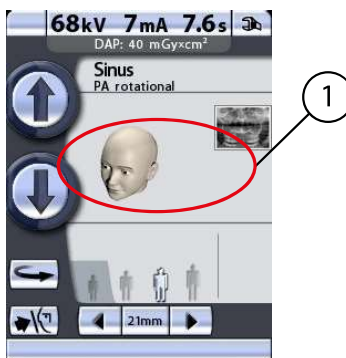 68kV 7mA 7.6s
DAP: 40 mGy×cm²
Sinus
PA rotational
1
21mm